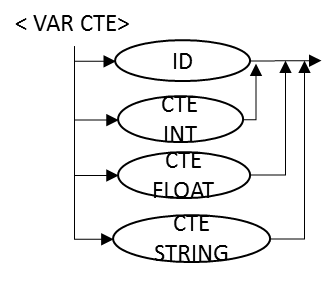 < VAR CTE>
ID
CTE
INT
CTE
FLOAT
CTE
STRING